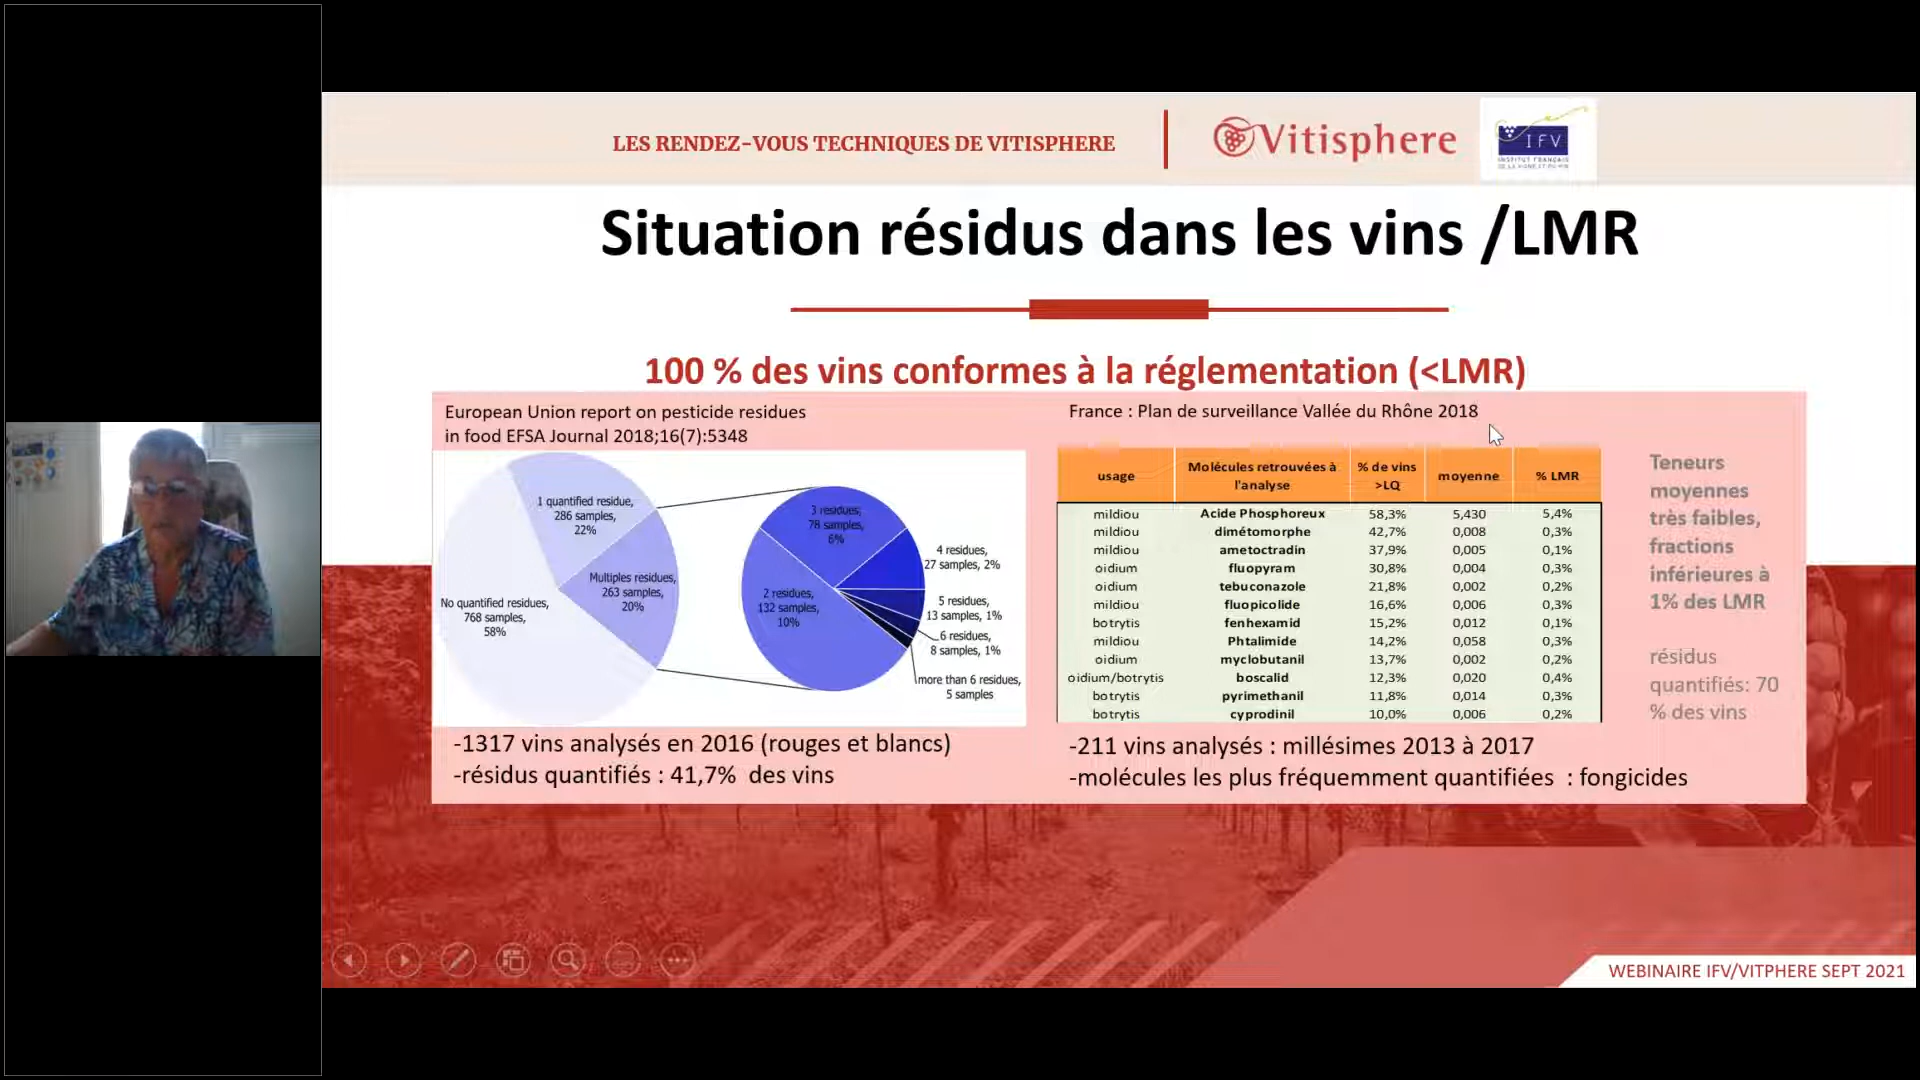 LES RENDEZ-VOUS TECHNIQUES DE VITISPHERE
Vitisphere
IFV
INSTITUT FRANÇAIS
DE LA VIGNE ET DU VIN
Situation résidus dans les vins /LMR
100 % des vins conformes à la réglementation (<LMR)
European Union report on pesticide residues
in food EFSA Journal 2018;16(7):5348
1 quantified residue,
286 samples,
22%
Multiples residues,
263 samples,
20%
No quantified residues,
768 samples,
58%
3 residues,
78 samples,
6%
2 residues,
132 samples,
10%
4 residues,
27 samples, 2%
5 residues,
13 samples, 1%
6 residues,
8 samples, 1%
more than 6 residues,
5 samples
-1317 vins analysés en 2016 (rouges et blancs)
-résidus quantifiés : 41,7% des vins
France : Plan de surveillance Vallée du Rhône 2018
usage Molécules retrouvées à l'analyse % de vins >LQ moyenne % LMR
mildiou Acide Phosphoreux 58,3% 5,430 5,4%
mildiou dimétomorphe 42,7% 0,008 0,3%
mildiou ametoctradin 37,9% 0,005 0,1%
oidium fluopyram 30,8% 0,004 0,3%
oidium tebuconazole 21,8% 0,002 0,2%
mildiou fluopicolide 16,6% 0,006 0,3%
botrytis fenhexamid 15,2% 0,012 0,1%
mildiou Phtalimide 14,2% 0,058 0,3%
oidium myclobutanil 13,7% 0,002 0,2%
oidium/botrytis boscalid 12,3% 0,020 0,4%
botrytis pyrimethanil 11,8% 0,014 0,3%
botrytis cyprodinil 10,0% 0,006 0,2%
Teneurs
moyennes
très faibles,
fractions
inférieures à
1% des LMR
résidus
quantifiés: 70
% des vins
-211 vins analysés : millésimes 2013 à 2017
-molécules les plus fréquemment quantifiées : fongicides
WEBINAIRE IFV/VITPHERE SEPT 2021